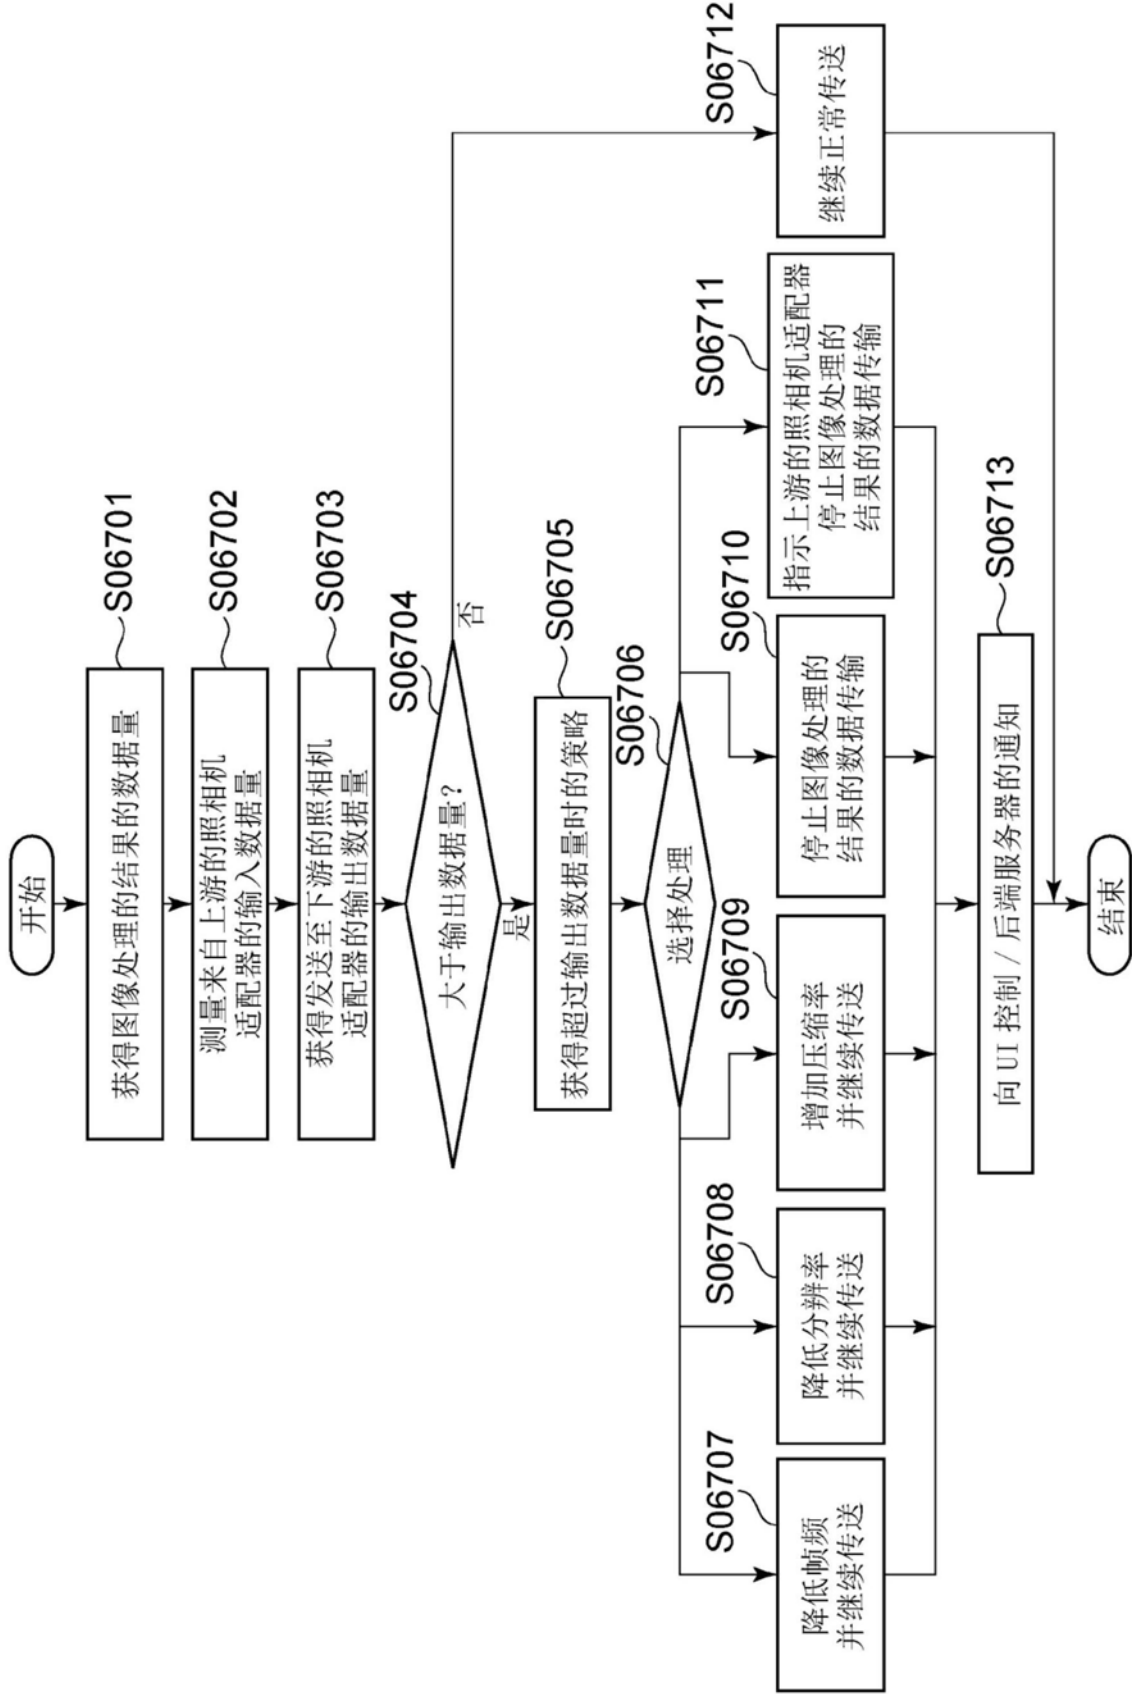 开始
S06701
获得图像处理的结果的数据量
S06702
测量来自上游的照相机
适配器的输入数据量
S06703
获得发送至下游的照相机
适配器的输出数据量
S06704
大于输出数据量?
否
是
S06705
获得超过输出数据量时的策略
S06706
选择处理
S06707
降低帧频
并继续传送
S06708
降低分辨率
并继续传送
S06709
增加压缩率
并继续传送
S06710
停止图像处理的
结果的数据传输
S06711
指示上游的照相机适配器
停止图像处理的
结果的数据传输
S06712
继续正常传送
S06713
向 UI 控制 / 后端服务器的通知
结束